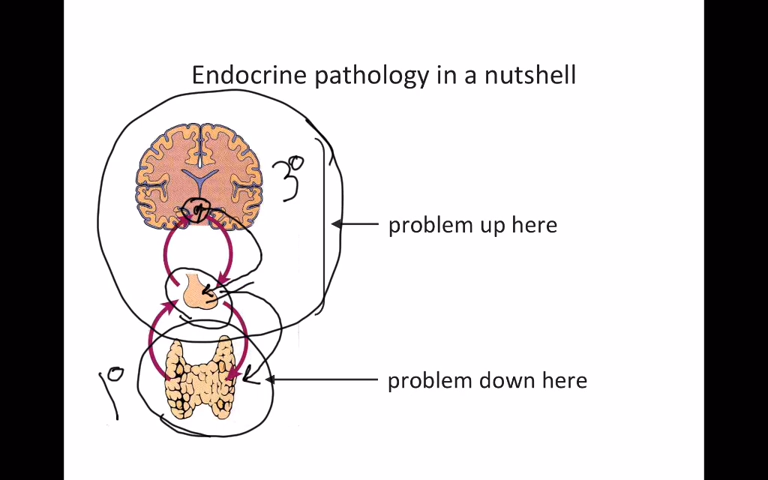 Endocrine pathology in a nutshell
3°
problem up here
1°
problem down here